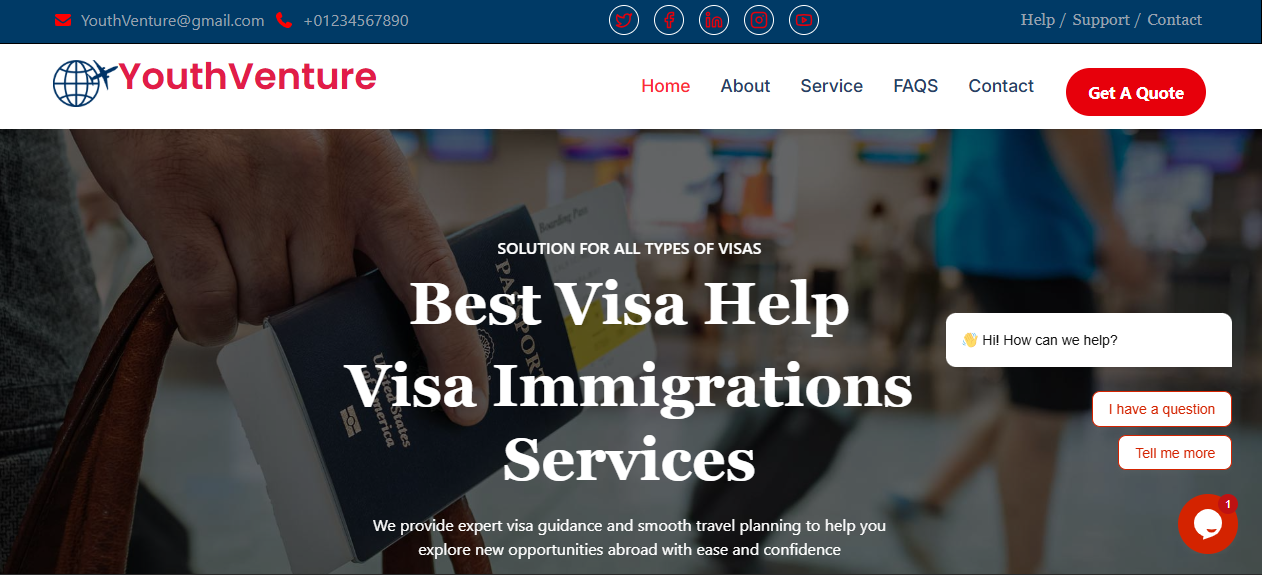 YouthVenture@gmail.com +01234567890 Help / Support / Contact
YouthVenture Home About Service FAQS Contact Get A Quote
Boarding Pass
PASSPORT
United States
of America
SOLUTION FOR ALL TYPES OF VISAS
Best Visa Help
Visa Immigrations
Services
We provide expert visa guidance and smooth travel planning to help you
explore new opportunities abroad with ease and confidence
👋 Hi! How can we help?
I have a question
Tell me more
1